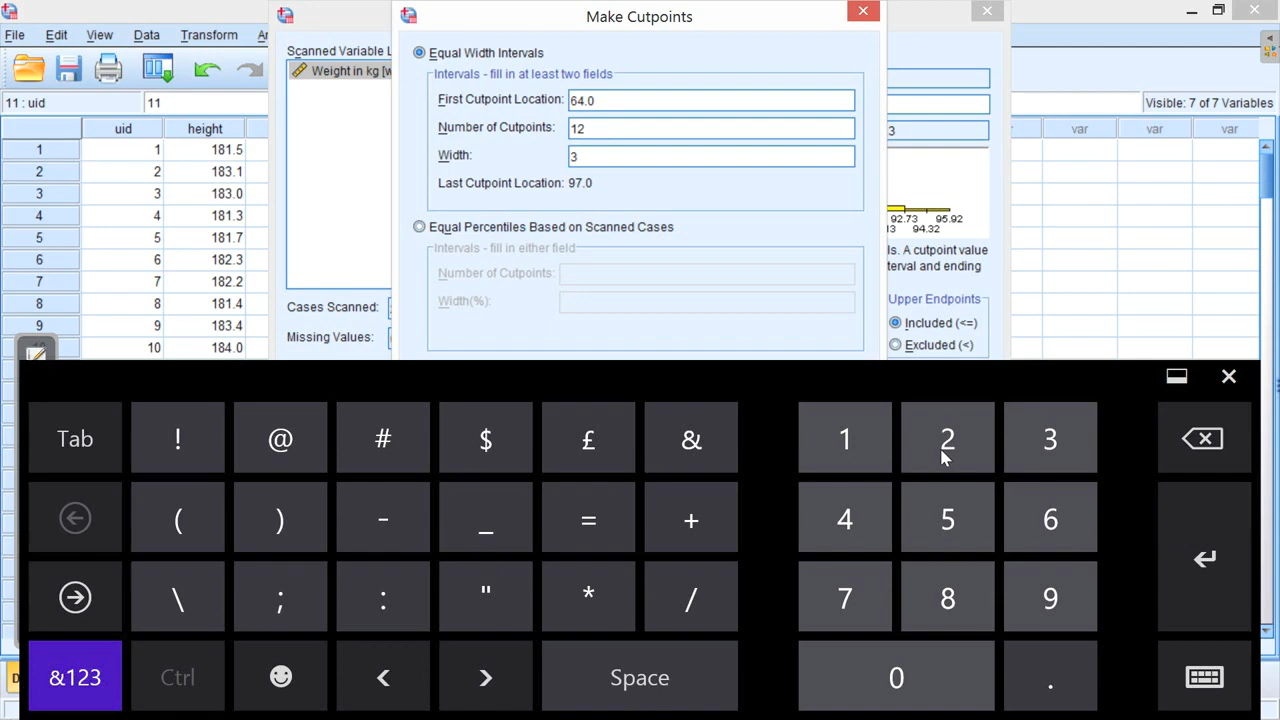 Make Cutpoints
File Edit View Data Transform
Scanned Variable L
Weight in kg [w
Equal Width Intervals
Intervals - fill in at least two fields
First Cutpoint Location: 64.0
Number of Cutpoints: 12
Width: 3
Last Cutpoint Location: 97.0
Equal Percentiles Based on Scanned Cases
Intervals - fill in either field
Number of Cutpoints:
Width(%):
11 : uid 11
Visible: 7 of 7 Variables
uid height var var var
1 1 181.5
2 2 183.1
3 3 183.0
4 4 181.3
5 5 181.7
6 6 182.3
7 7 182.2
8 8 181.4
9 9 183.4
10 184.0
Cases Scanned:
Missing Values:
3
92.73 95.92
94.32
ls. A cutpoint value
terval and ending
Upper Endpoints
Included (<=)
Excluded (<)
Tab ! @ # $ £ & 1 2 3
( ) - _ = + 4 5 6
\ ; : " * / 7 8 9
&123 Ctrl < > Space 0 .